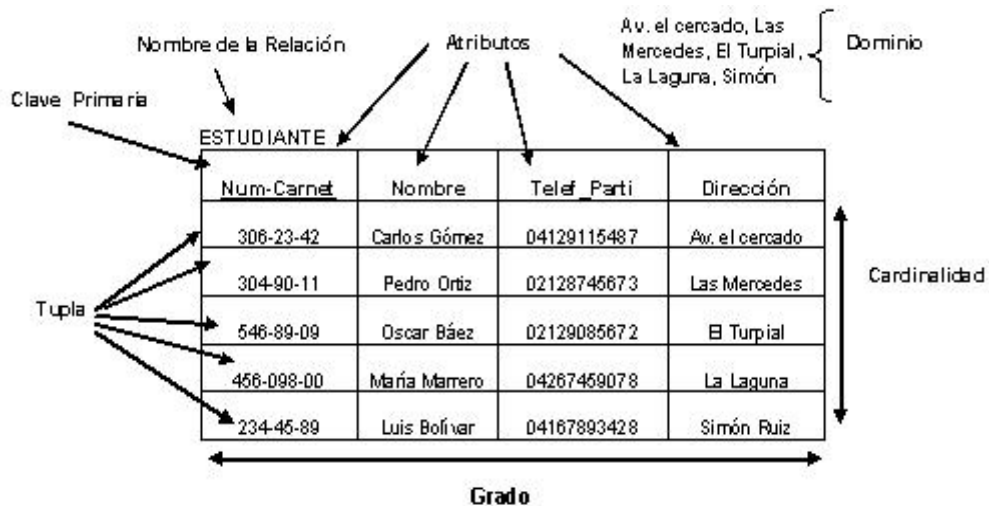 Nombre de la Relación
Atributos
Av. el cercado, Las
Mercedes, El Turpial,
La Laguna, Simón
Dominio
Clave Primaria
ESTUDIANTE
Num-Carnet Nombre Telef_Parti Dirección
306-23-42 Carlos Gómez 04129115487 Av. el cercado
304-90-11 Pedro Ortiz 02128745673 Las Mercedes
546-89-09 Oscar Báez 02129085672 El Turpial
456-098-00 María Marrero 04267459078 La Laguna
234-45-89 Luis Bolívar 04167893428 Simón Ruiz
Tupla
Cardinalidad
Grado